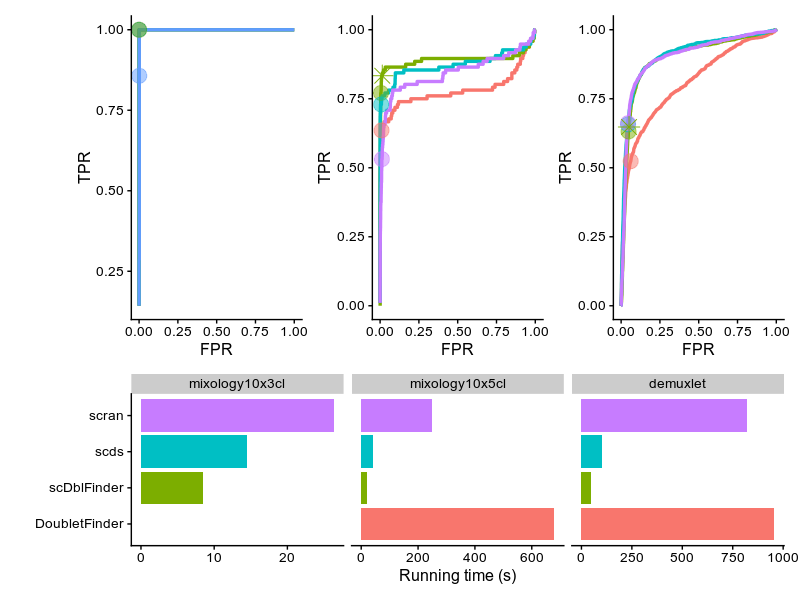 TPR
1.00
0.75
0.50
0.25
0.00 0.25 0.50 0.75 1.00
FPR
TPR
1.00
0.75
0.50
0.25
0.00
0.00 0.25 0.50 0.75 1.00
FPR
TPR
1.00
0.75
0.50
0.25
0.00
0.00 0.25 0.50 0.75 1.00
FPR
mixology10x3cl mixology10x5cl demuxlet
scran
scds
scDblFinder
DoubletFinder
0 10 20 0 200 400 600 0 250 500 750 1000
Running time (s)